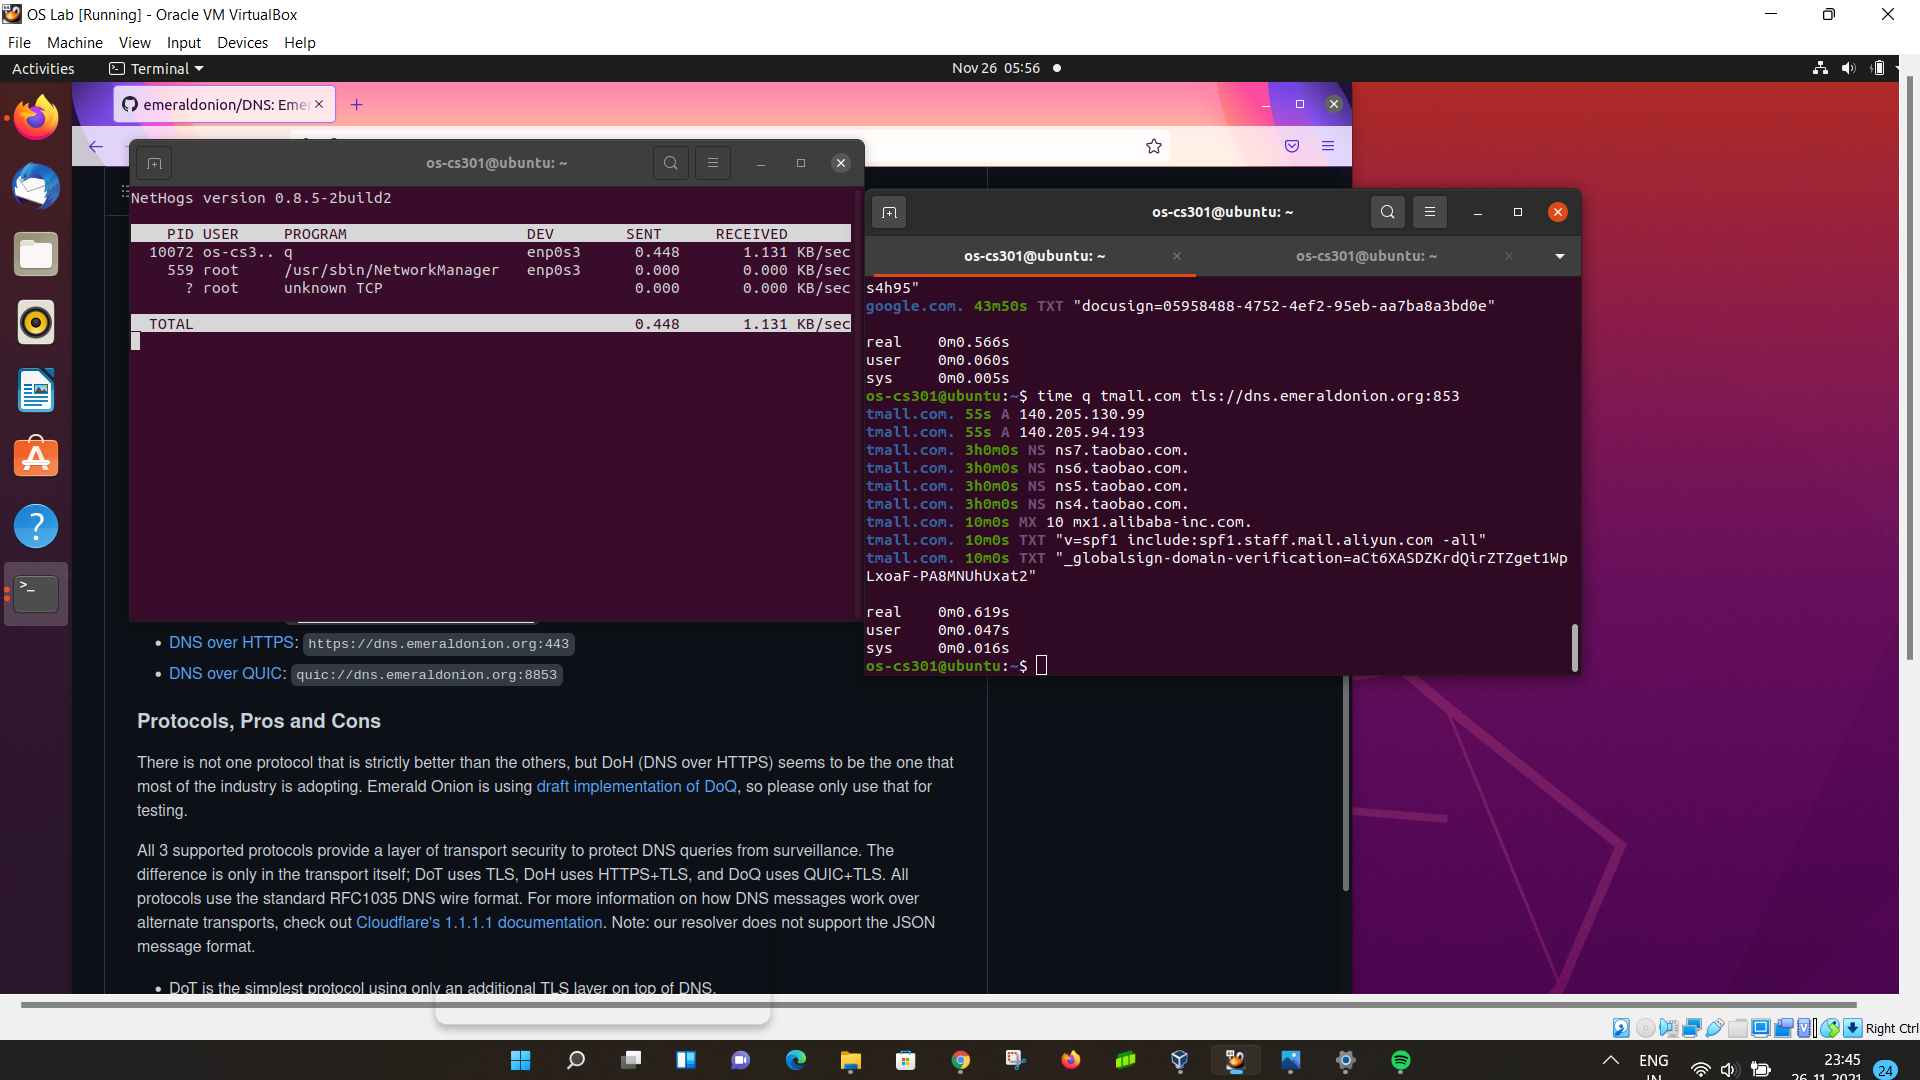 OS Lab [Running] - Oracle VM VirtualBox
File Machine View Input Devices Help
Activities Terminal Nov 26 05:56
emeraldonion/DNS: Emer
os-cs301@ubuntu: ~
NetHogs version 0.8.5-2build2
PID USER PROGRAM DEV SENT RECEIVED
10072 os-cs3.. q enp0s3 0.448 1.131 KB/sec
559 root /usr/sbin/NetworkManager enp0s3 0.000 0.000 KB/sec
? root unknown TCP 0.000 0.000 KB/sec
TOTAL 0.448 1.131 KB/sec
os-cs301@ubuntu: ~
os-cs301@ubuntu: ~ os-cs301@ubuntu: ~
s4h95"
google.com. 43m50s TXT "docusign=05958488-4752-4ef2-95eb-aa7ba8a3bd0e"
real 0m0.566s
user 0m0.060s
sys 0m0.005s
os-cs301@ubuntu:~$ time q tmall.com tls://dns.emeraldonion.org:853
tmall.com. 55s A 140.205.130.99
tmall.com. 55s A 140.205.94.193
tmall.com. 3h0m0s NS ns7.taobao.com.
tmall.com. 3h0m0s NS ns6.taobao.com.
tmall.com. 3h0m0s NS ns5.taobao.com.
tmall.com. 3h0m0s NS ns4.taobao.com.
tmall.com. 10m0s MX 10 mx1.alibaba-inc.com.
tmall.com. 10m0s TXT "v=spf1 include:spf1.staff.mail.aliyun.com -all"
tmall.com. 10m0s TXT "_globalsign-domain-verification=aCt6XASDZKrdQirZTZget1Wp
LxoaF-PA8MNUhUxat2"
real 0m0.619s
user 0m0.047s
sys 0m0.016s
os-cs301@ubuntu:~$
• DNS over HTTPS: https://dns.emeraldonion.org:443
• DNS over QUIC: quic://dns.emeraldonion.org:8853
Protocols, Pros and Cons
There is not one protocol that is strictly better than the others, but DoH (DNS over HTTPS) seems to be the one that
most of the industry is adopting. Emerald Onion is using draft implementation of DoQ, so please only use that for
testing.
All 3 supported protocols provide a layer of transport security to protect DNS queries from surveillance. The
difference is only in the transport itself; DoT uses TLS, DoH uses HTTPS+TLS, and DoQ uses QUIC+TLS. All
protocols use the standard RFC1035 DNS wire format. For more information on how DNS messages work over
alternate transports, check out Cloudflare's 1.1.1.1 documentation. Note: our resolver does not support the JSON
message format.
• DoT is the simplest protocol using only an additional TLS layer on top of DNS.
Right Ctrl
ENG
IN
23:45
26-11-2021
24